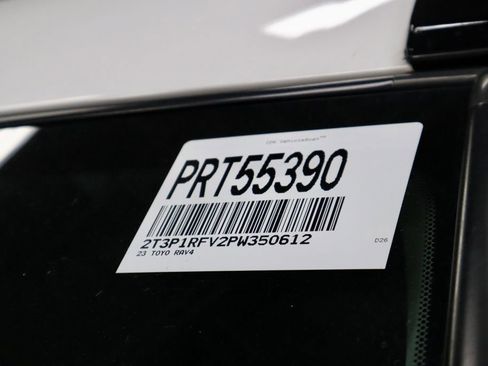 PRT55390
2T3P1RFV2PW350612
23 TOYO RAV4
D26